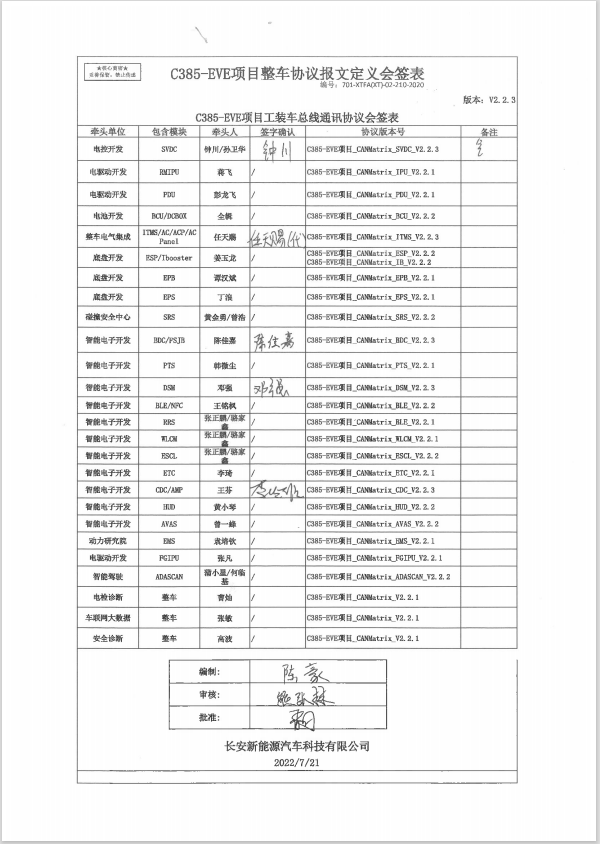 ★核心商密★
妥善保管，禁止传递
C385-EVE项目整车协议报文定义会签表
编号：701-XTFA(XT)-02-210-2020
版本：V2.2.3
C385-EVE项目工装车总线通讯协议会签表
牵头单位 包含模块 牵头人 签字确认 协议版本号 备注
电控开发 SVDC 钟川/孙卫华 钟川 C385-EVE项目_CANMatrix_SVDC_V2.2.3
电驱动开发 RMIPU 蒋飞 / C385-EVE项目_CANMatrix_IPU_V2.2.1
电驱动开发 PDU 彭龙飞 / C385-EVE项目_CANMatrix_PDU_V2.2.1
电池开发 BCU/DCBOX 全辑 / C385-EVE项目_CANMatrix_BCU_V2.2.2
整车电气集成 ITMS/AC/ACP/AC Panel 任天赐 任天赐(代) C385-EVE项目_CANMatrix_ITMS_V2.2.3
底盘开发 ESP/Ibooster 姜玉龙 / C385-EVE项目_CANMatrix_ESP_V2.2.2
C385-EVE项目_CANMatrix_IB_V2.2.2
底盘开发 EPB 谭汉斌 / C385-EVE项目_CANMatrix_EPB_V2.2.1
底盘开发 EPS 丁浪 / C385-EVE项目_CANMatrix_EPS_V2.2.1
碰撞安全中心 SRS 黄金勇/曾浩 / C385-EVE项目_CANMatrix_SRS_V2.2.2
智能电子开发 BDC/PSJB 陈佳嘉 陈佳嘉 C385-EVE项目_CANMatrix_BDC_V2.2.3
智能电子开发 PTS 韩微尘 / C385-EVE项目_CANMatrix_PTS_V2.2.1
智能电子开发 DSM 邓强 邓强 C385-EVE项目_CANMatrix_DSM_V2.2.3
智能电子开发 BLE/NFC 王铭枫 / C385-EVE项目_CANMatrix_BLE_V2.2.2
智能电子开发 RRS 张正鹏/骆家鑫 / C385-EVE项目_CANMatrix_BLE_V2.2.1
智能电子开发 WLCM 张正鹏/骆家鑫 / C385-EVE项目_CANMatrix_WLCM_V2.2.1
智能电子开发 ESCL 张正鹏/骆家鑫 / C385-EVE项目_CANMatrix_ESCL_V2.2.2
智能电子开发 ETC 李琦 / C385-EVE项目_CANMatrix_ETC_V2.2.1
智能电子开发 CDC/AMP 王芬 C385-EVE项目_CANMatrix_CDC_V2.2.3
智能电子开发 HUD 黄小琴 / C385-EVE项目_CANMatrix_HUD_V2.2.2
智能电子开发 AVAS 曾一峰 / C385-EVE项目_CANMatrix_AVAS_V2.2.2
动力研究院 EMS 袁培钦 / C385-EVE项目_CANMatrix_EMS_V2.2.1
电驱动开发 FGIPU 张凡 / C385-EVE项目_CANMatrix_FGIPU_V2.2.1
智能驾驶 ADASCAN 蒲小显/何临基 / C385-EVE项目_CANMatrix_ADASCAN_V2.2.2
电检诊断 整车 曹灿 / C385-EVE项目_CANMatrix_V2.2.1
车联网大数据 整车 张敏 / C385-EVE项目_CANMatrix_V2.2.1
安全诊断 整车 高波 / C385-EVE项目_CANMatrix_V2.2.1
编制： 陈豪
审核：
批准：
长安新能源汽车科技有限公司
2022/7/21